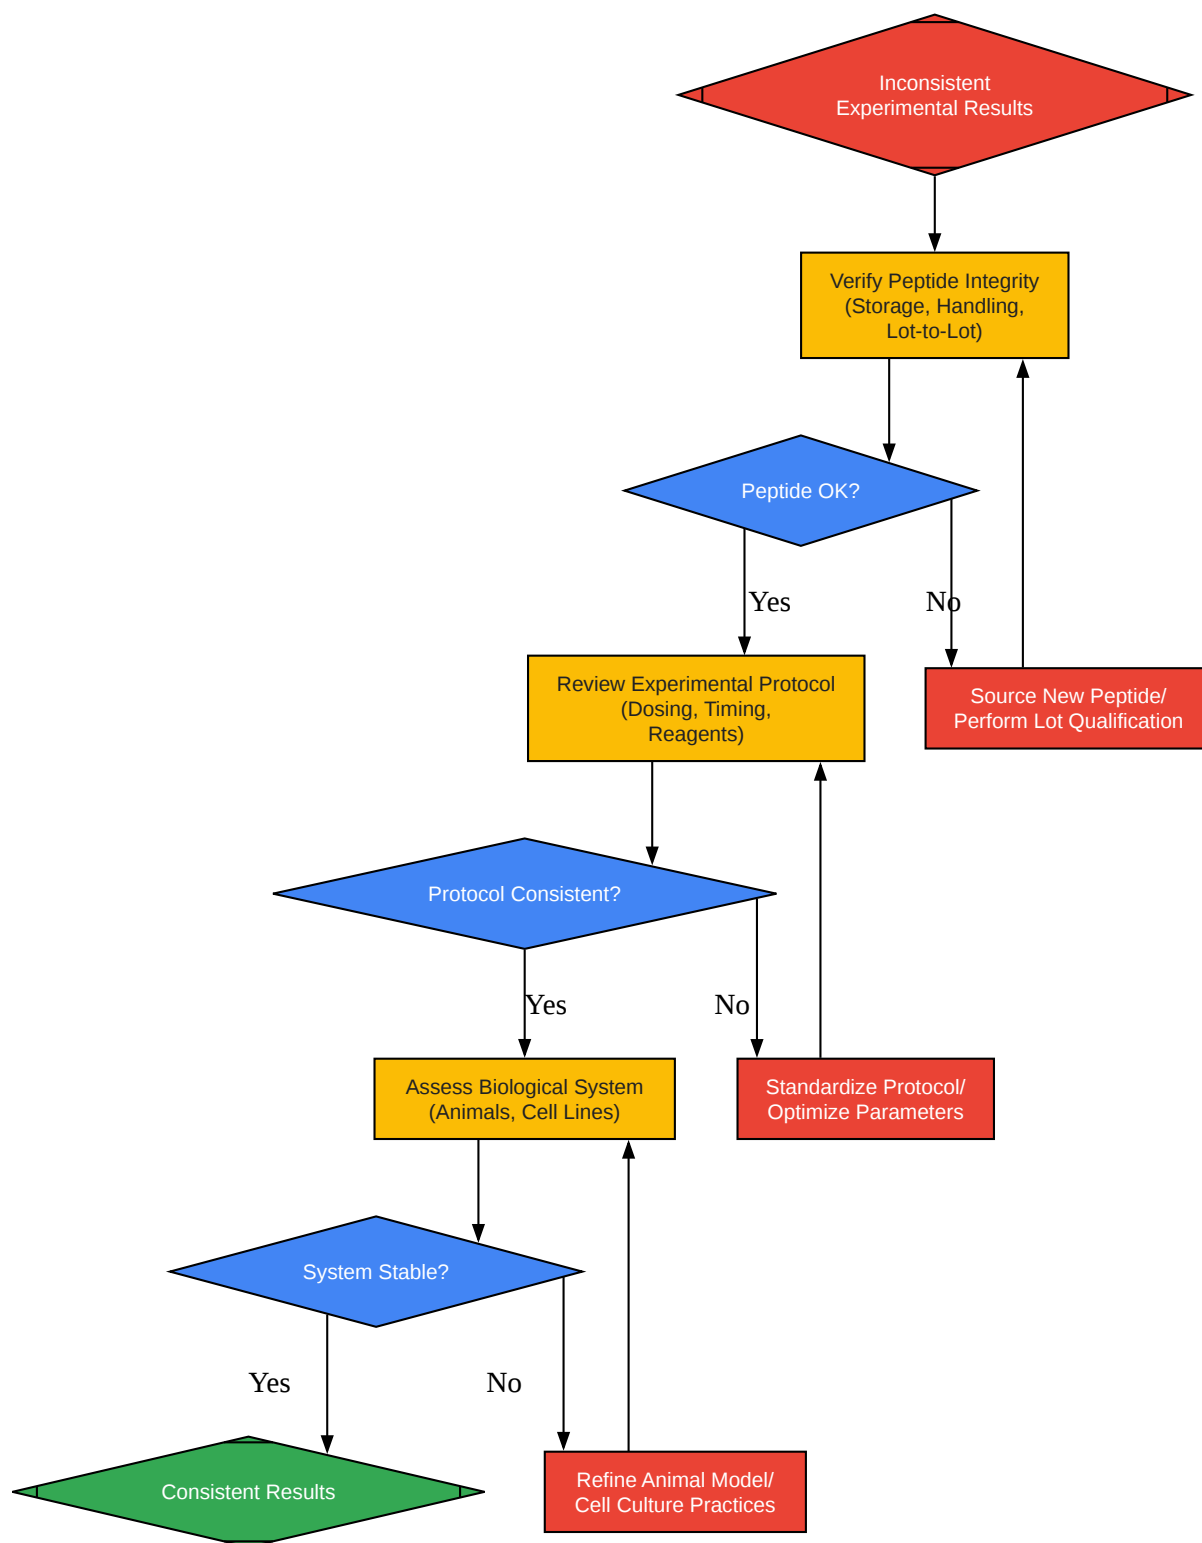 Inconsistent
Experimental Results
Verify Peptide Integrity
(Storage, Handling,
Lot-to-Lot)
Peptide OK?
Yes
No
Review Experimental Protocol
(Dosing, Timing,
Reagents)
Source New Peptide/
Perform Lot Qualification
Protocol Consistent?
Yes
No
Assess Biological System
(Animals, Cell Lines)
Standardize Protocol/
Optimize Parameters
System Stable?
Yes
No
Consistent Results
Refine Animal Model/
Cell Culture Practices